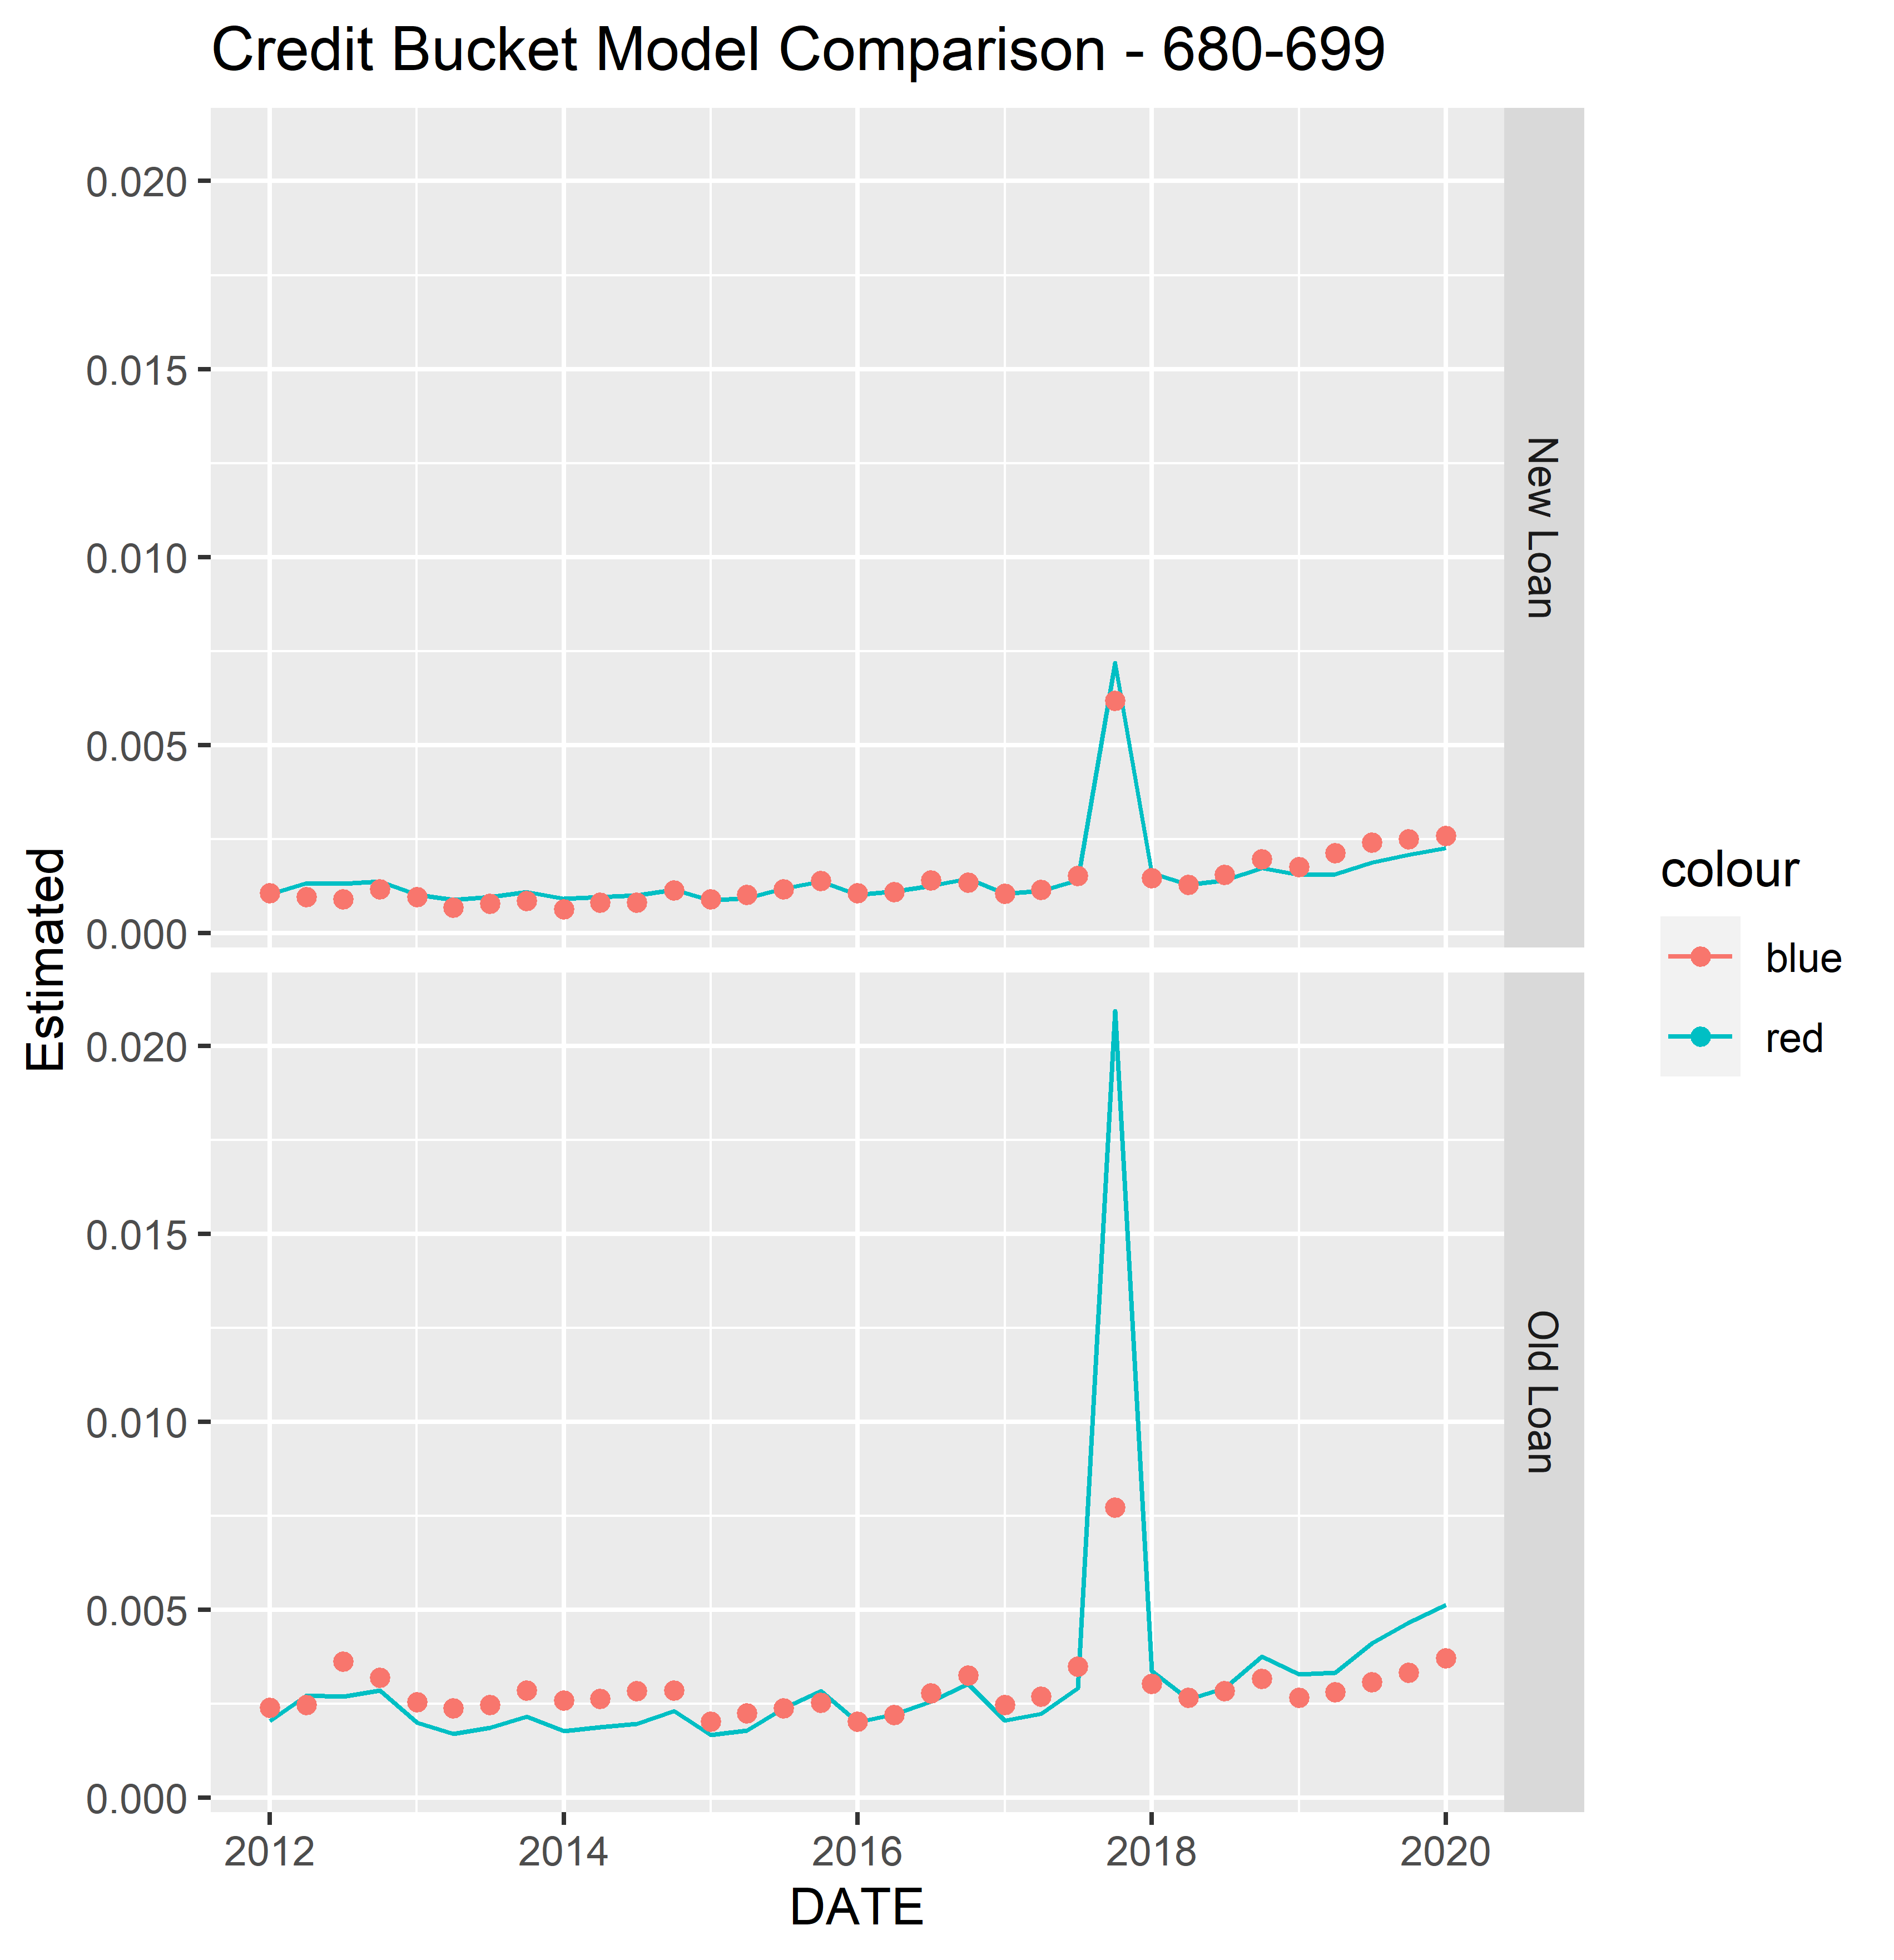 Credit Bucket Model Comparison - 680-699
Estimated
0.020
0.015
0.010
0.005
0.000
New Loan
0.020
0.015
0.010
0.005
0.000
Old Loan
2012
2014
2016
2018
2020
DATE
colour
blue
red